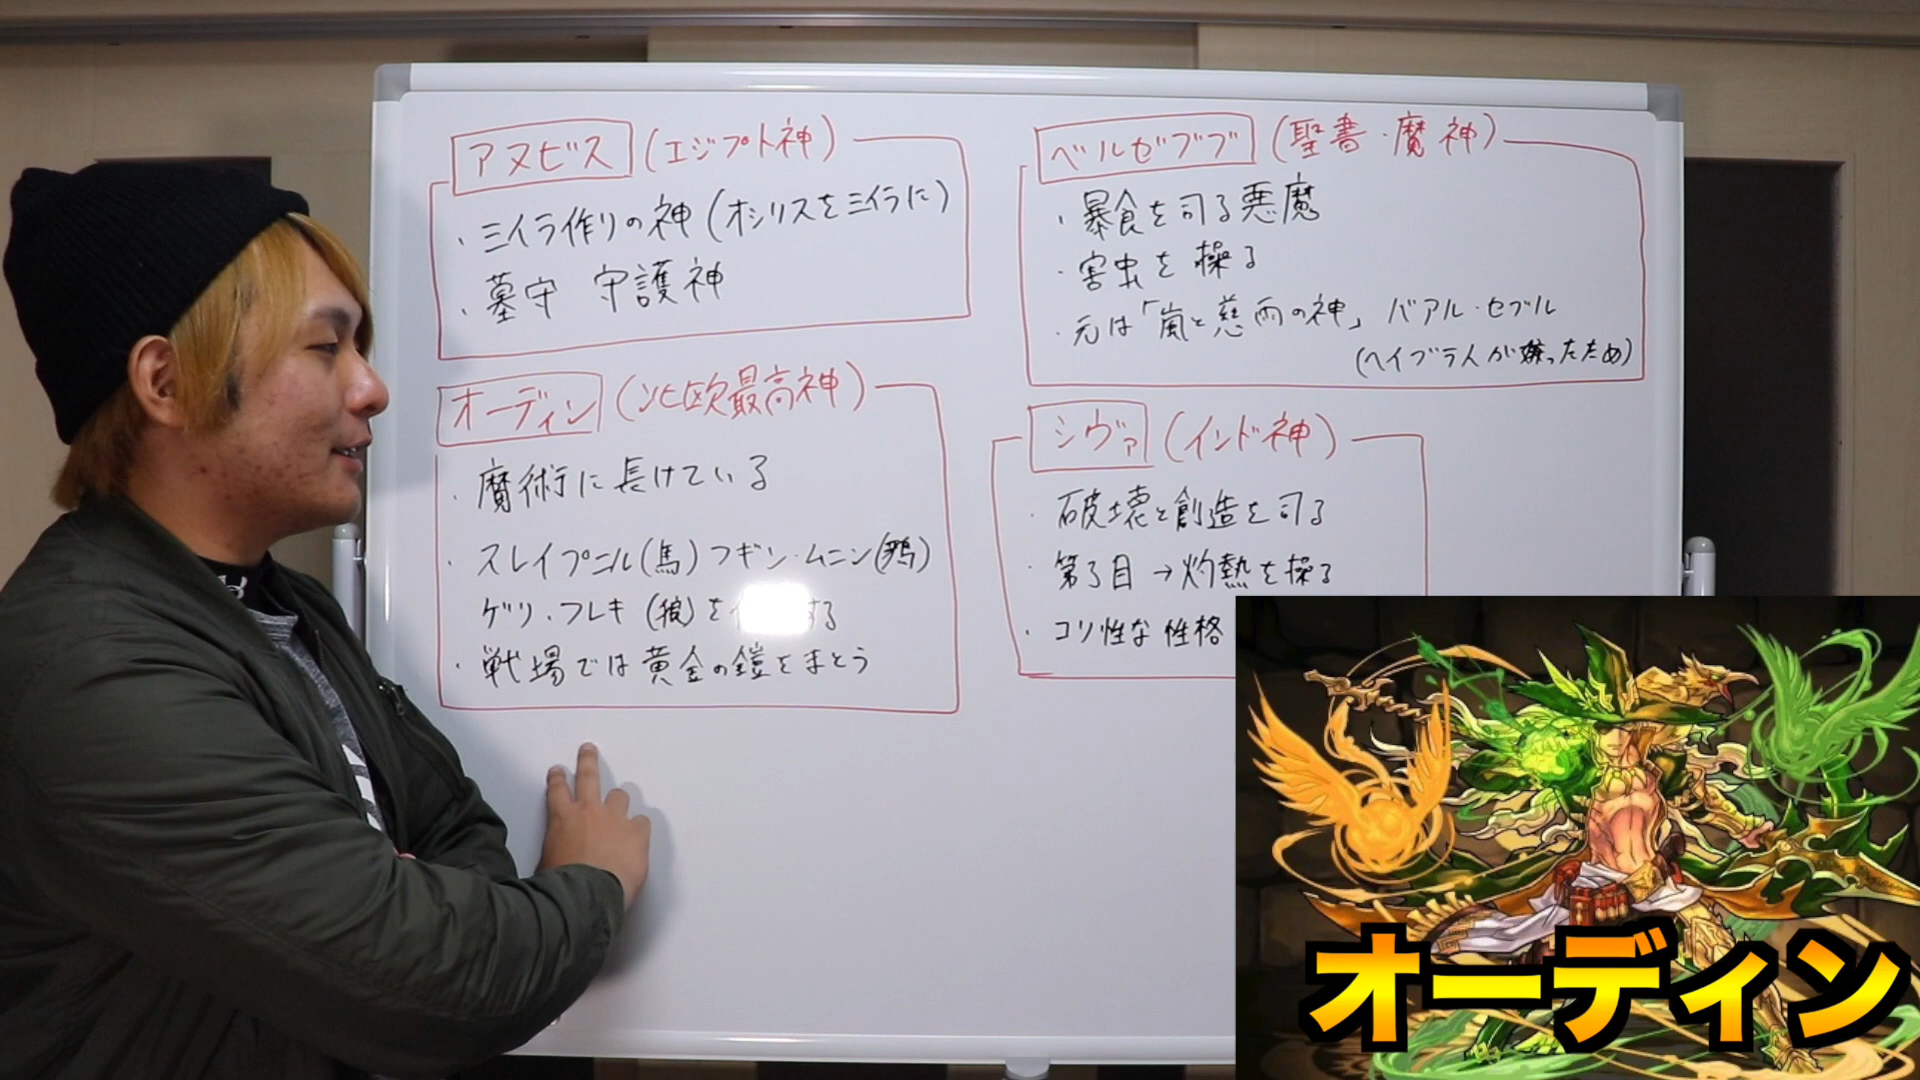 アヌビス (エジプト神)
・ミイラ作りの神(オシリスをミイラに)
・墓守 守護神
オーディン (北欧最高神)
・魔術に長けている
・スレイプニル(馬) フギン・ムニン(鴉)
ゲリ・フレキ (狼)を する
・戦場では黄金の鎧をまとう
ベルゼブブ (聖書・魔神)
・暴食を司る悪魔
・害虫を操る
・元は「嵐と慈雨の神」 バアル・ゼブル
(ヘイブライ人が嫌ったため)
シヴァ (インド神)
・破壊と創造を司る
・第3目→灼熱を操る
・コリ性な性格
オーディン